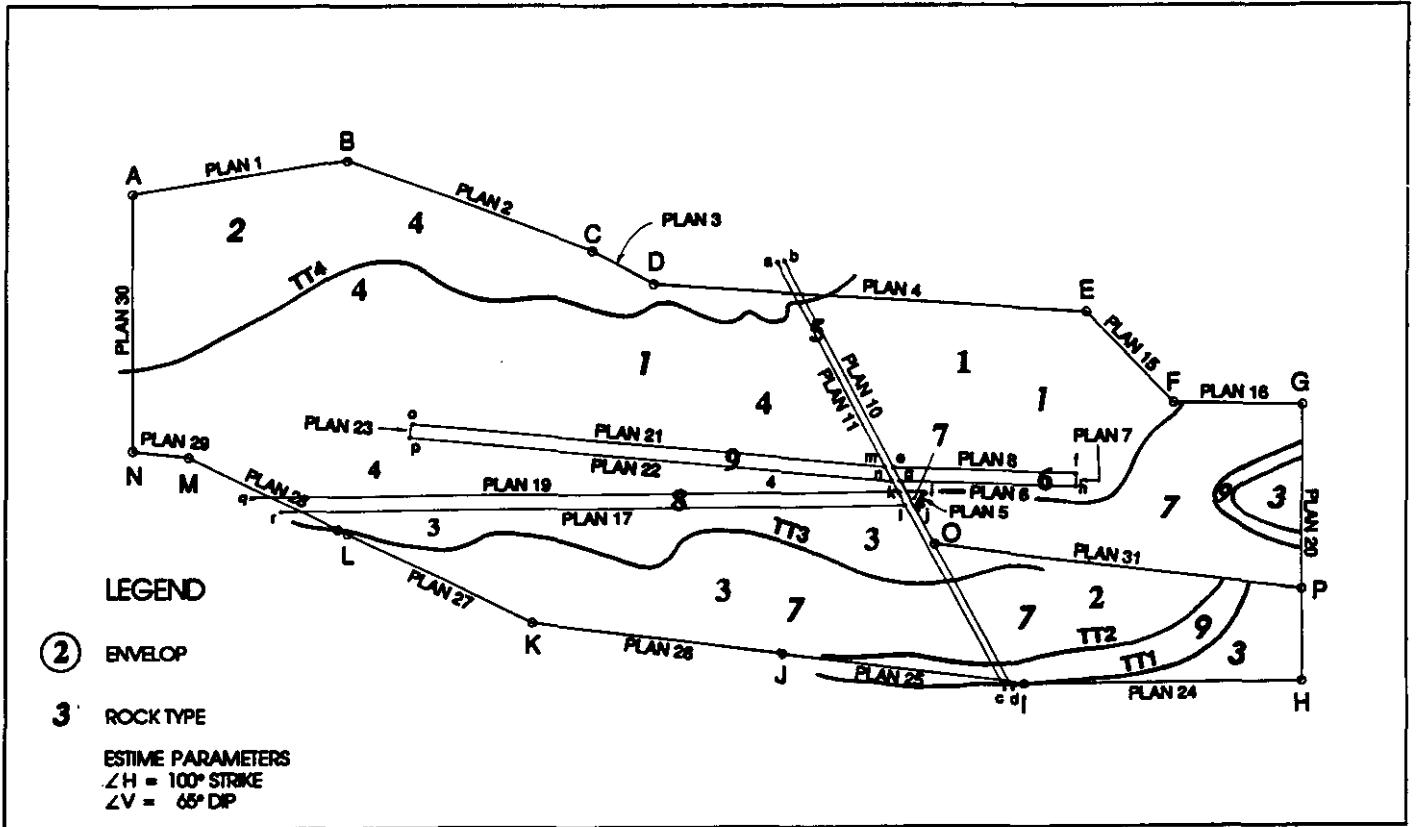 B
PLAN 1
A
PLAN 2
2
4
PLAN 3
C
a b
D
TT4
4
PLAN 4
E
PLAN 30
9
PLAN 15
1
1
PLAN 10
1
PLAN 11
4
F
PLAN 16
G
PLAN 23
o
PLAN 21
7
PLAN 7
p
9
m
e
PLAN 8
f
PLAN 29
PLAN 22
n
g
6
h
N
M
4
PLAN 19
4
k
i
PLAN 6
7
9
3
PLAN 28
q
8
PLAN 5
r
PLAN 17
l
j
PLAN 20
3
TT3
3
O
L
PLAN 31
LEGEND
PLAN 27
3
7
7
2
P
2
ENVELOP
K
PLAN 26
TT2
9
J
TT1
3
PLAN 25
c d I
PLAN 24
H
3
ROCK TYPE
ESTIME PARAMETERS
∠H = 100° STRIKE
∠V = 65° DIP